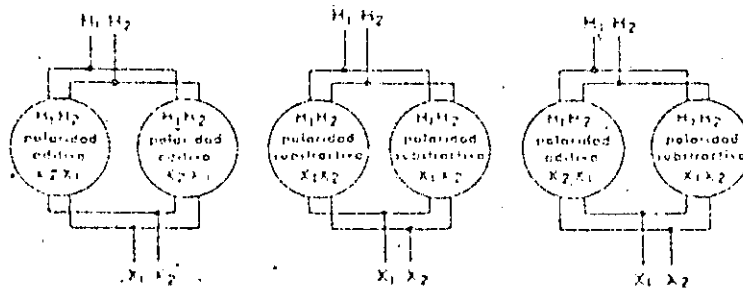 H₁ H₂
H₁ H₂
polaridad
aditiva
X₂ X₁
H₁ H₂
polaridad
aditiva
X₂ X₁
X₁ X₂
H₁ H₂
H₁ H₂
polaridad
substractiva
X₁ X₂
H₁ H₂
polaridad
substractiva
X₁ X₂
X₁ X₂
H₁ H₂
H₁ H₂
polaridad
aditiva
X₂ X₁
H₁ H₂
polaridad
substractiva
X₁ X₂
X₁ X₂